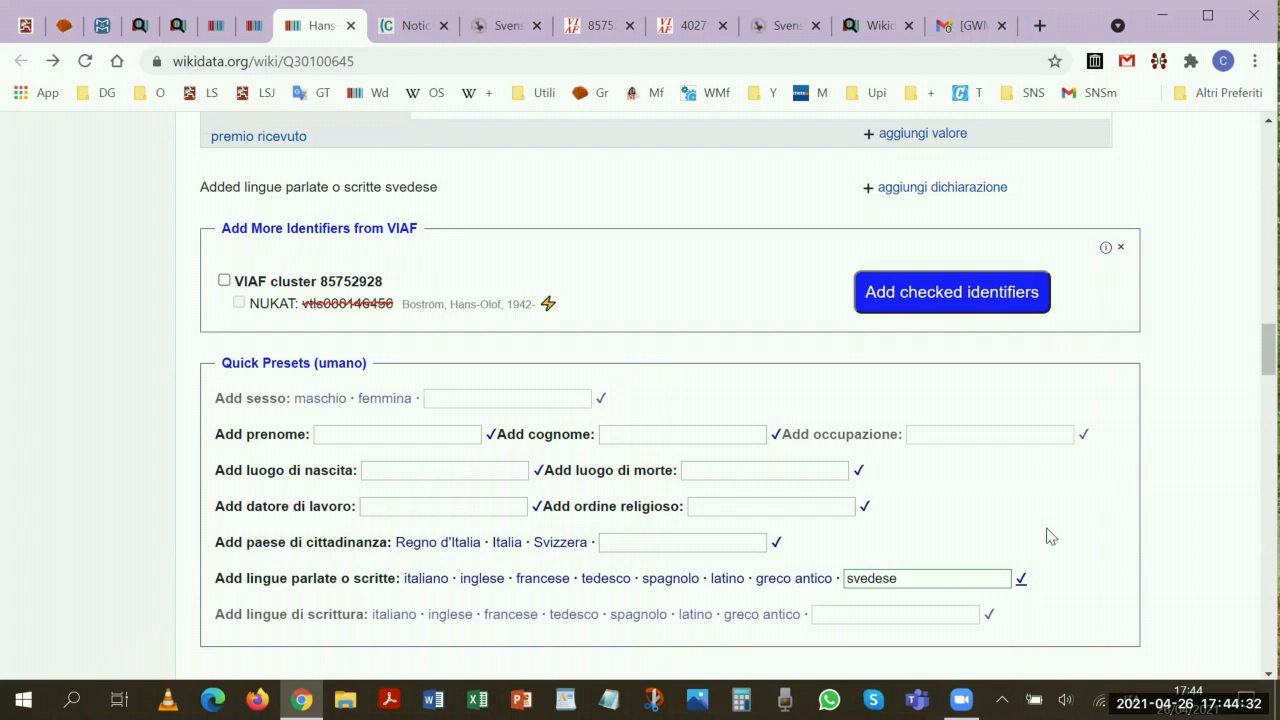 Hans
Notic
Svens
8575.
4027
Svens
Wikid
[GWM
wikidata.org/wiki/Q30100645
App
DG
O
LS
LSJ
GT
Wd
OS
+
Utili
Gr
Mf
WMf
Y
M
Upi
+
T
SNS
SNSm
Altri Preferiti
premio ricevuto
+ aggiungi valore
Added lingue parlate o scritte svedese
+ aggiungi dichiarazione
Add More Identifiers from VIAF
VIAF cluster 85752928
NUKAT: Boström, Hans-Olof, 1942-
Add checked identifiers
Quick Presets (umano)
Add sesso: maschio · femmina · ✓
Add prenome: ✓Add cognome: ✓Add occupazione: ✓
Add luogo di nascita: ✓Add luogo di morte: ✓
Add datore di lavoro: ✓Add ordine religioso: ✓
Add paese di cittadinanza: Regno d'Italia · Italia · Svizzera · ✓
Add lingue parlate o scritte: italiano · inglese · francese · tedesco · spagnolo · latino · greco antico · svedese ✓
Add lingue di scrittura: italiano · inglese · francese · tedesco · spagnolo · latino · greco antico · ✓
17:44
2021-04-26 17:44:32